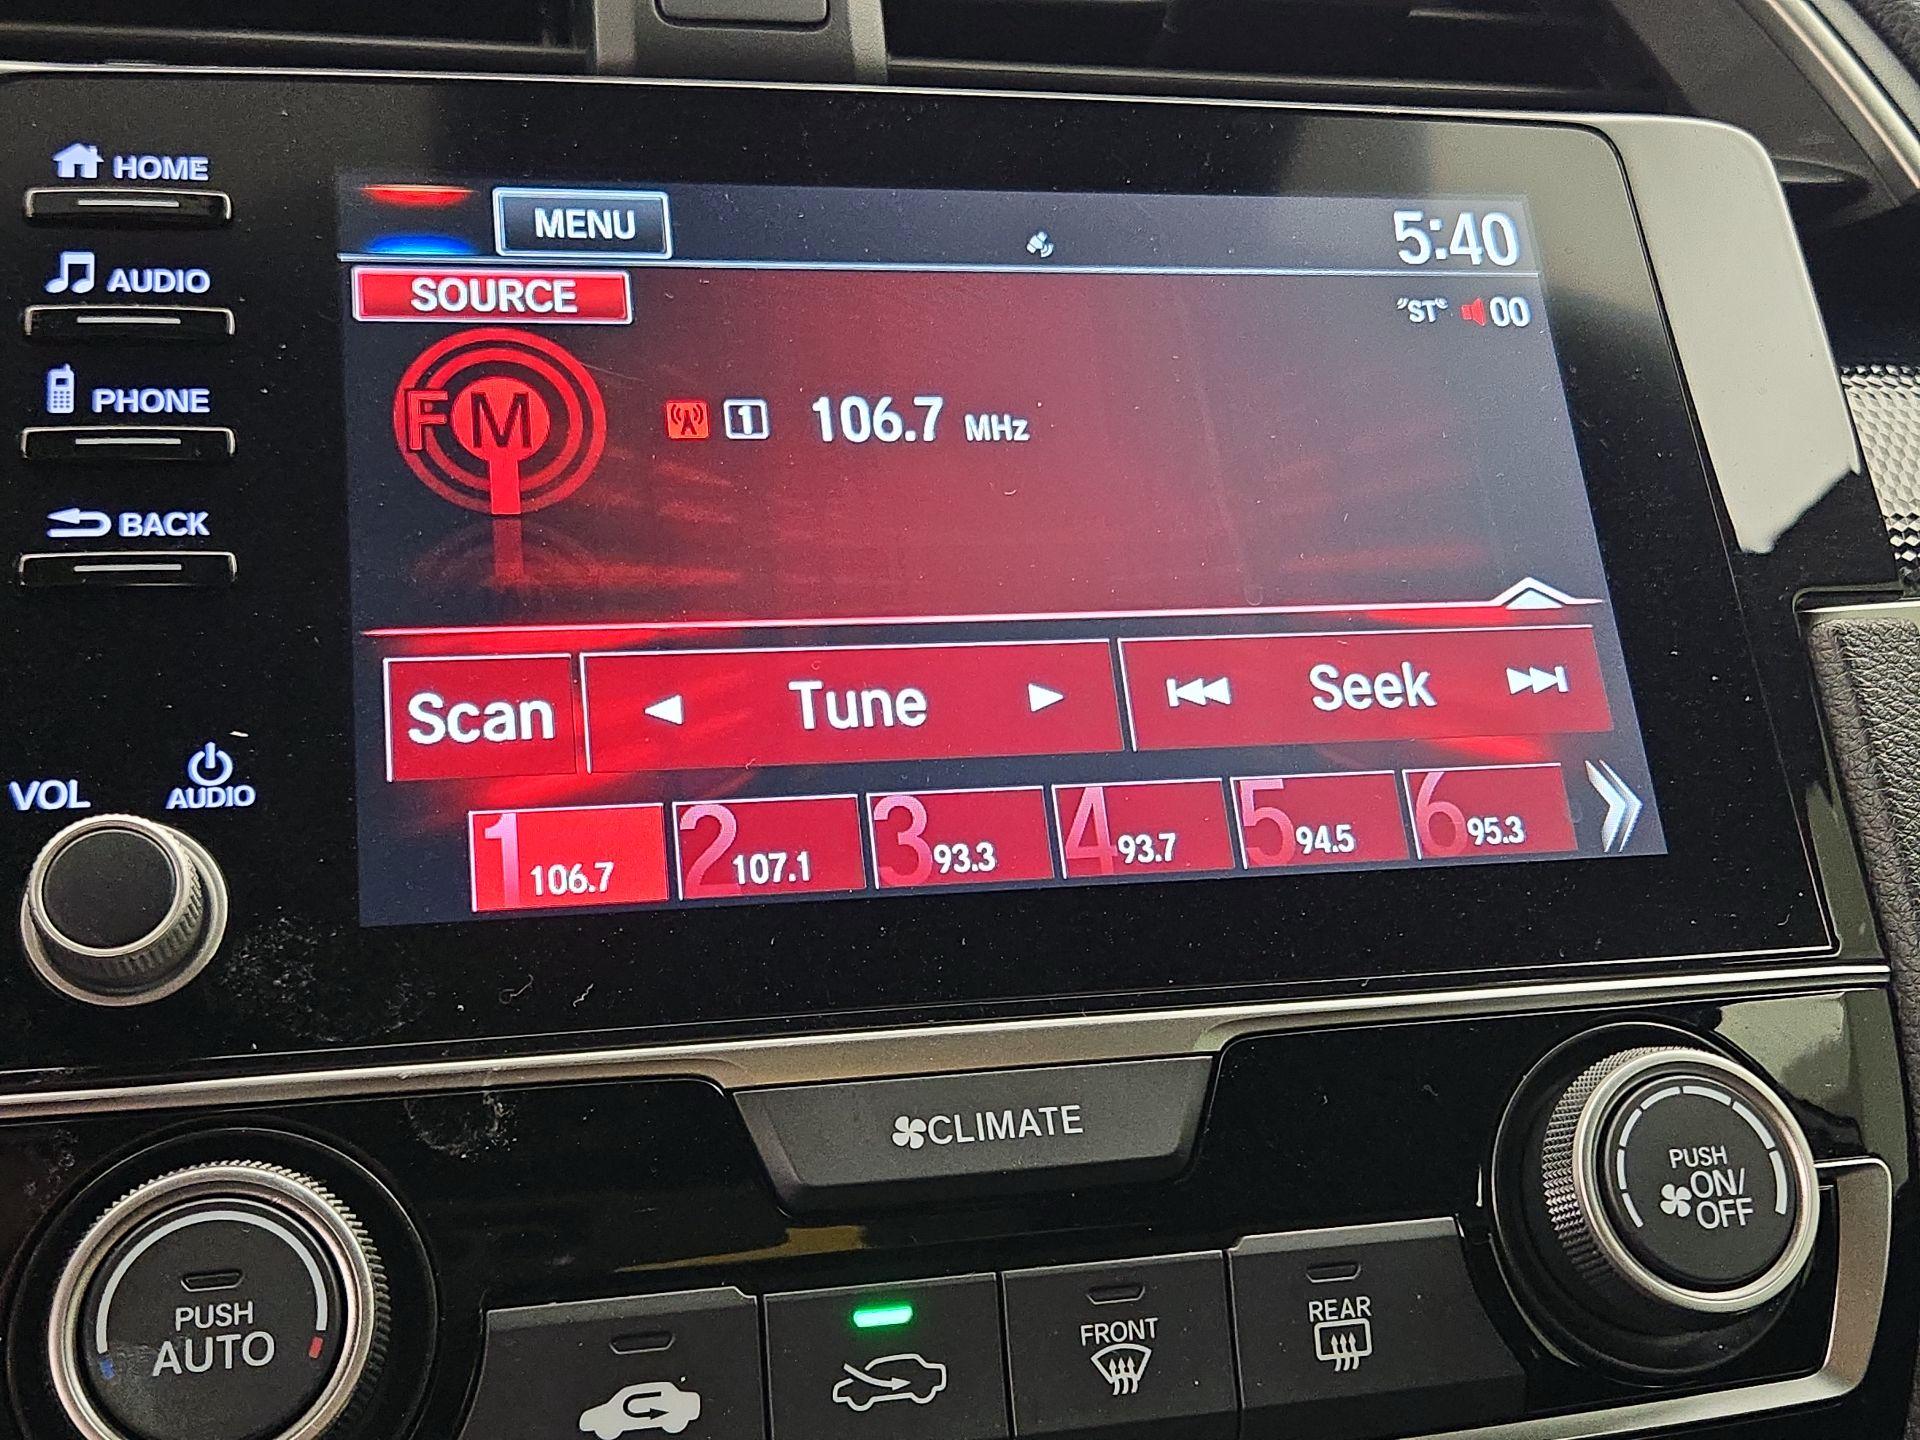 HOME
MENU
5:40
AUDIO
SOURCE
"ST" 00
FM
1 106.7 MHz
PHONE
BACK
Scan Tune Seek
VOL AUDIO
1 106.7 2 107.1 3 93.3 4 93.7 5 94.5 6 95.3
CLIMATE
PUSH
ON/
OFF
PUSH
AUTO
FRONT
REAR